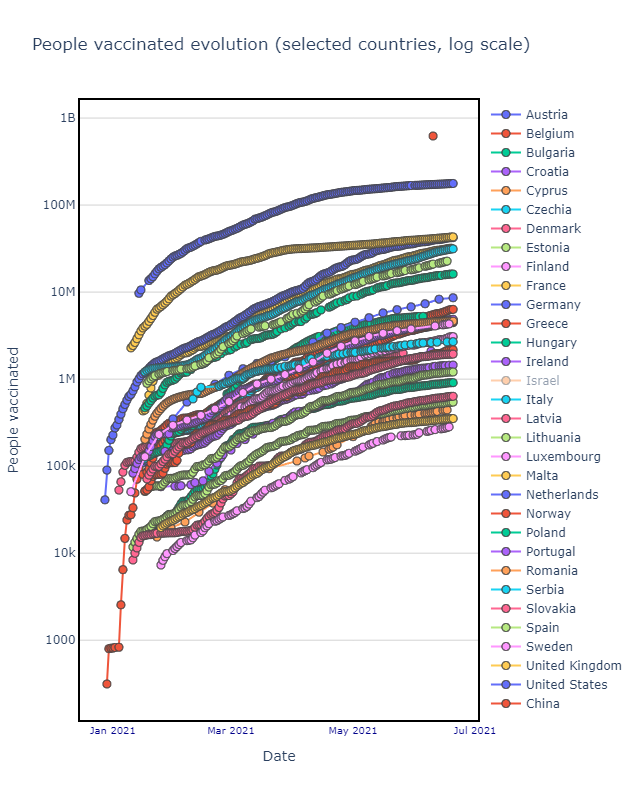 People vaccinated evolution (selected countries, log scale)
1B
100M
10M
1M
100k
10k
1000
People vaccinated
Jan 2021
Mar 2021
May 2021
Jul 2021
Date
Austria
Belgium
Bulgaria
Croatia
Cyprus
Czechia
Denmark
Estonia
Finland
France
Germany
Greece
Hungary
Ireland
Israel
Italy
Latvia
Lithuania
Luxembourg
Malta
Netherlands
Norway
Poland
Portugal
Romania
Serbia
Slovakia
Spain
Sweden
United Kingdom
United States
China